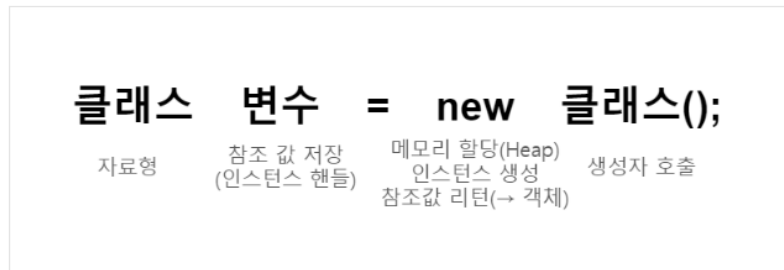 클래스 변수 = new 클래스();
자료형
참조 값 저장
(인스턴스 핸들)
메모리 할당(Heap)
인스턴스 생성
참조값 리턴(→ 객체)
생성자 호출